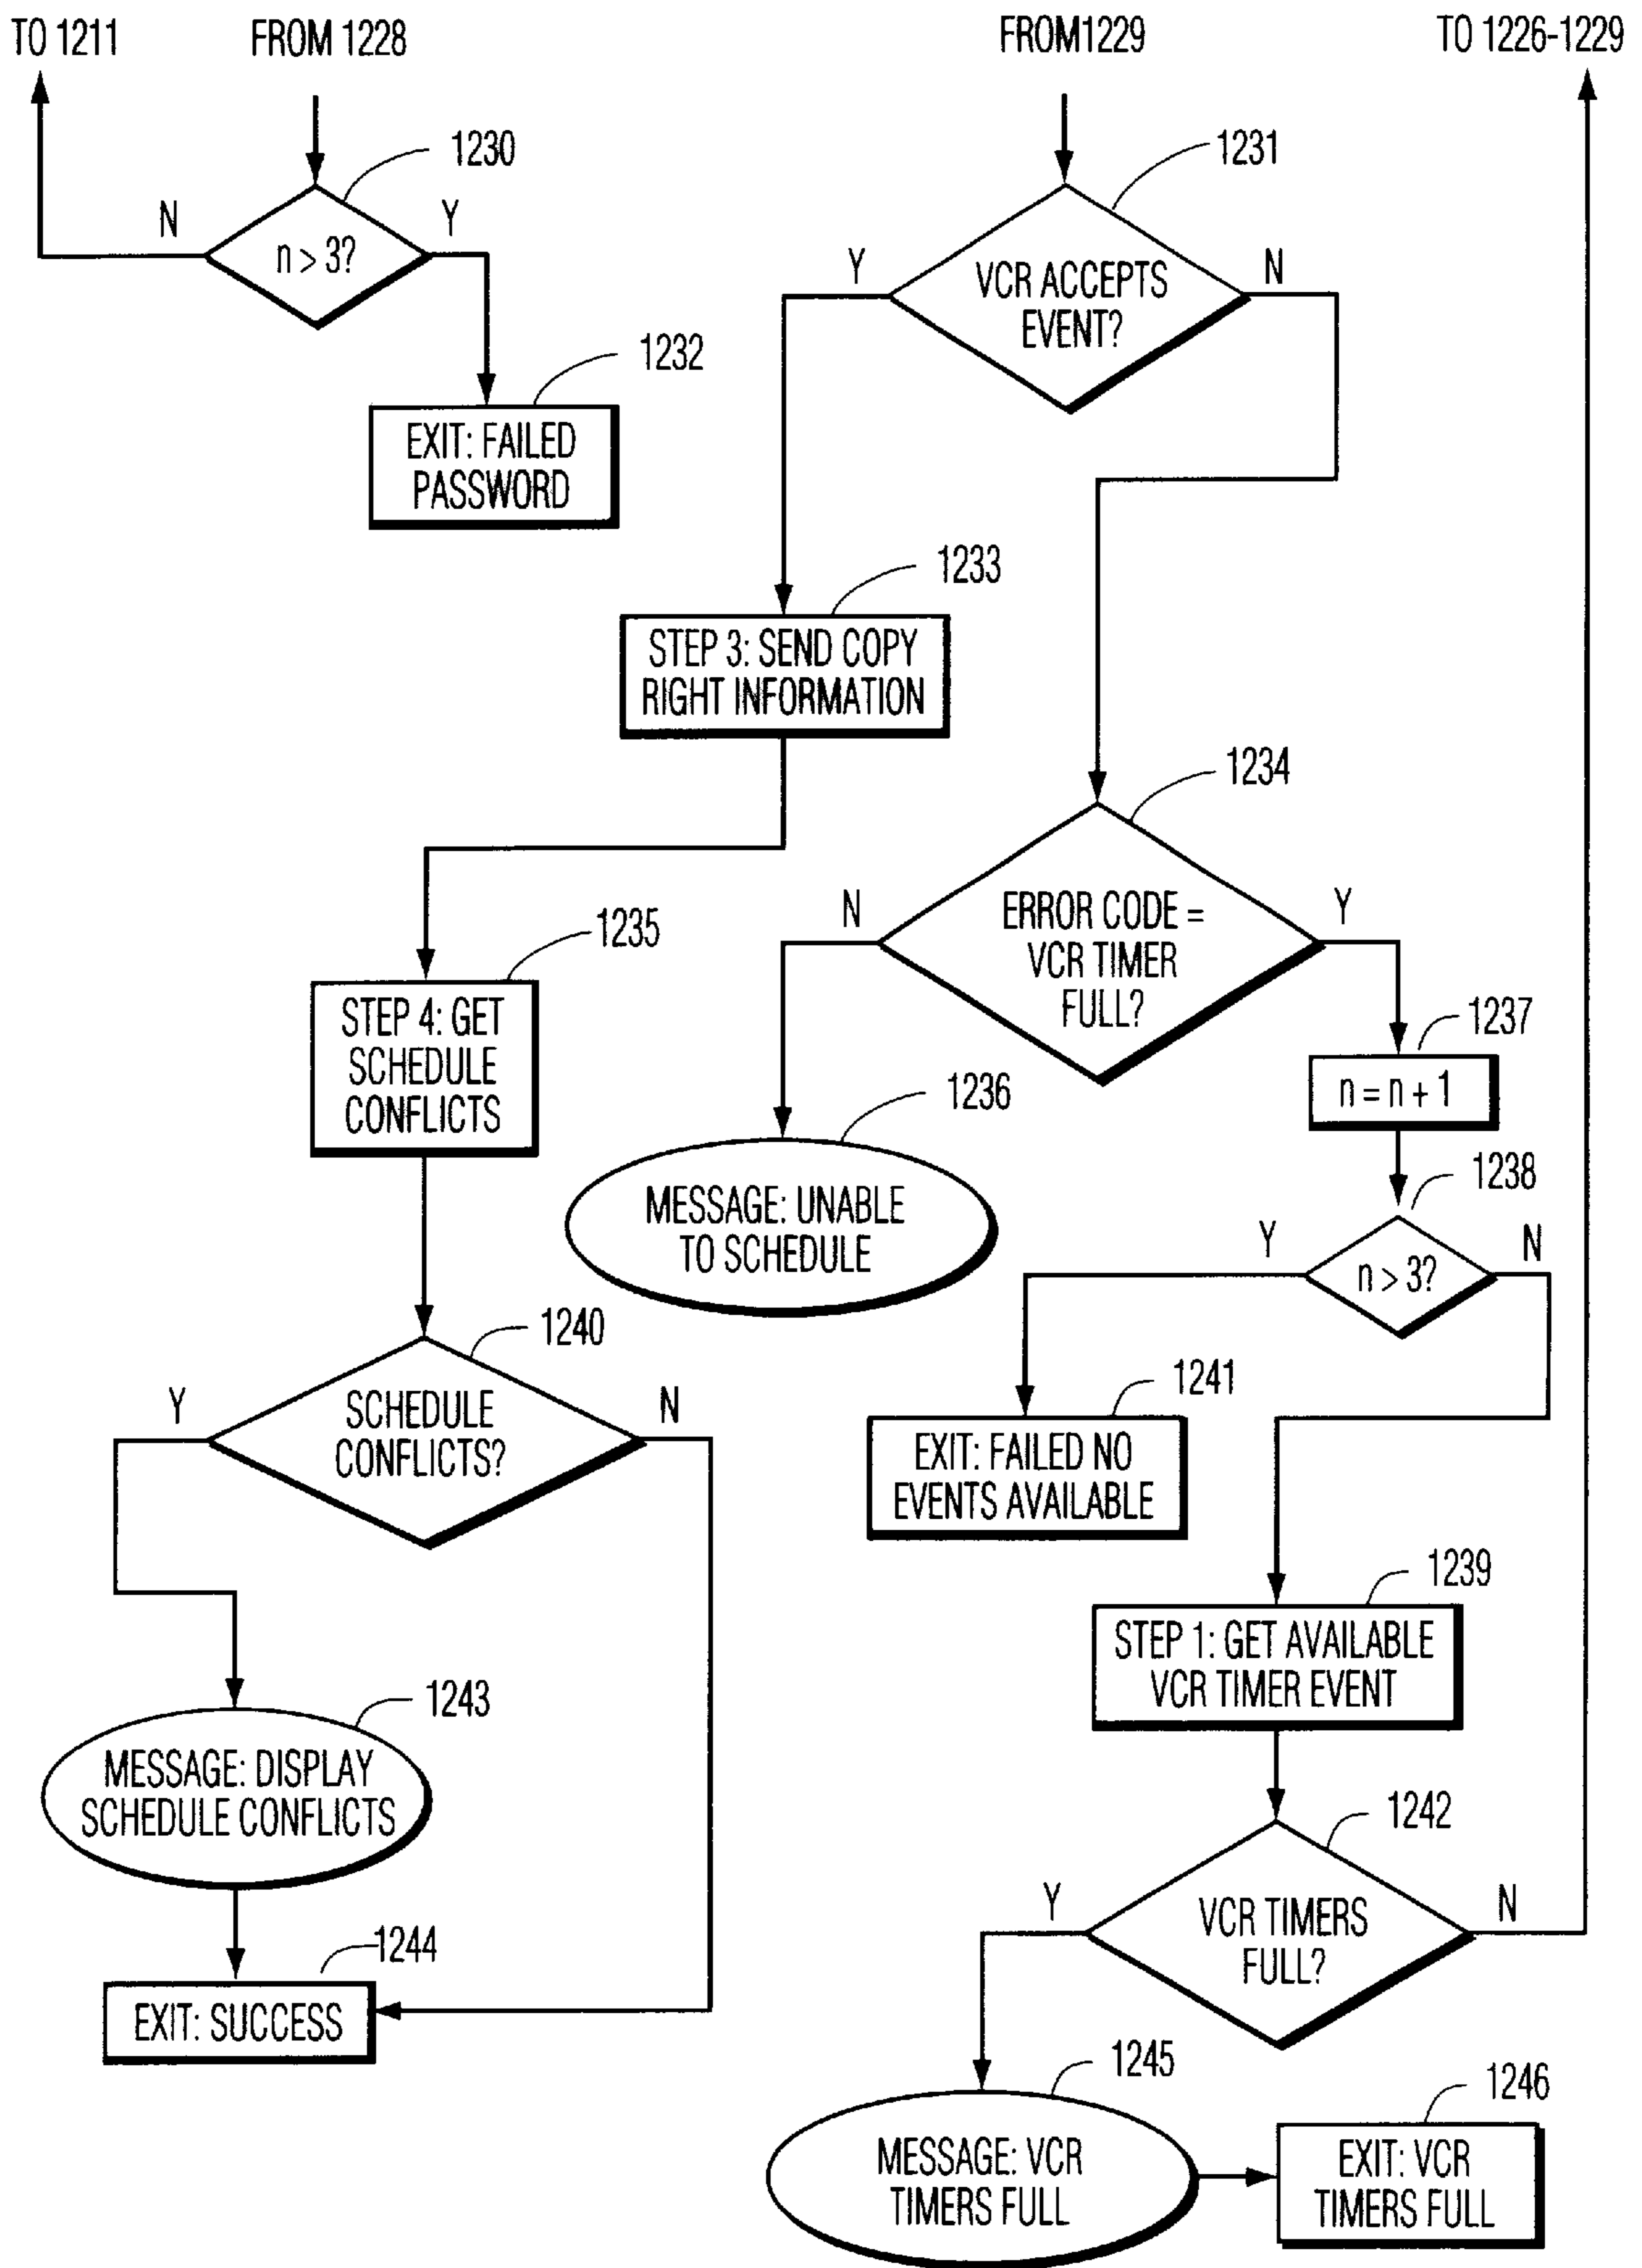 TO 1211
FROM 1228
FROM1229
TO 1226-1229
1230
1231
N
Y
n > 3?
Y
N
VCR ACCEPTS
EVENT?
1232
EXIT: FAILED
PASSWORD
1233
STEP 3: SEND COPY
RIGHT INFORMATION
1234
N
Y
ERROR CODE =
VCR TIMER
FULL?
1235
STEP 4: GET
SCHEDULE
CONFLICTS
1237
n = n + 1
1236
MESSAGE: UNABLE
TO SCHEDULE
1238
Y
N
n > 3?
1240
Y
N
SCHEDULE
CONFLICTS?
1241
EXIT: FAILED NO
EVENTS AVAILABLE
1239
STEP 1: GET AVAILABLE
VCR TIMER EVENT
1243
MESSAGE: DISPLAY
SCHEDULE CONFLICTS
1242
Y
N
VCR TIMERS
FULL?
1244
EXIT: SUCCESS
1245
MESSAGE: VCR
TIMERS FULL
1246
EXIT: VCR
TIMERS FULL